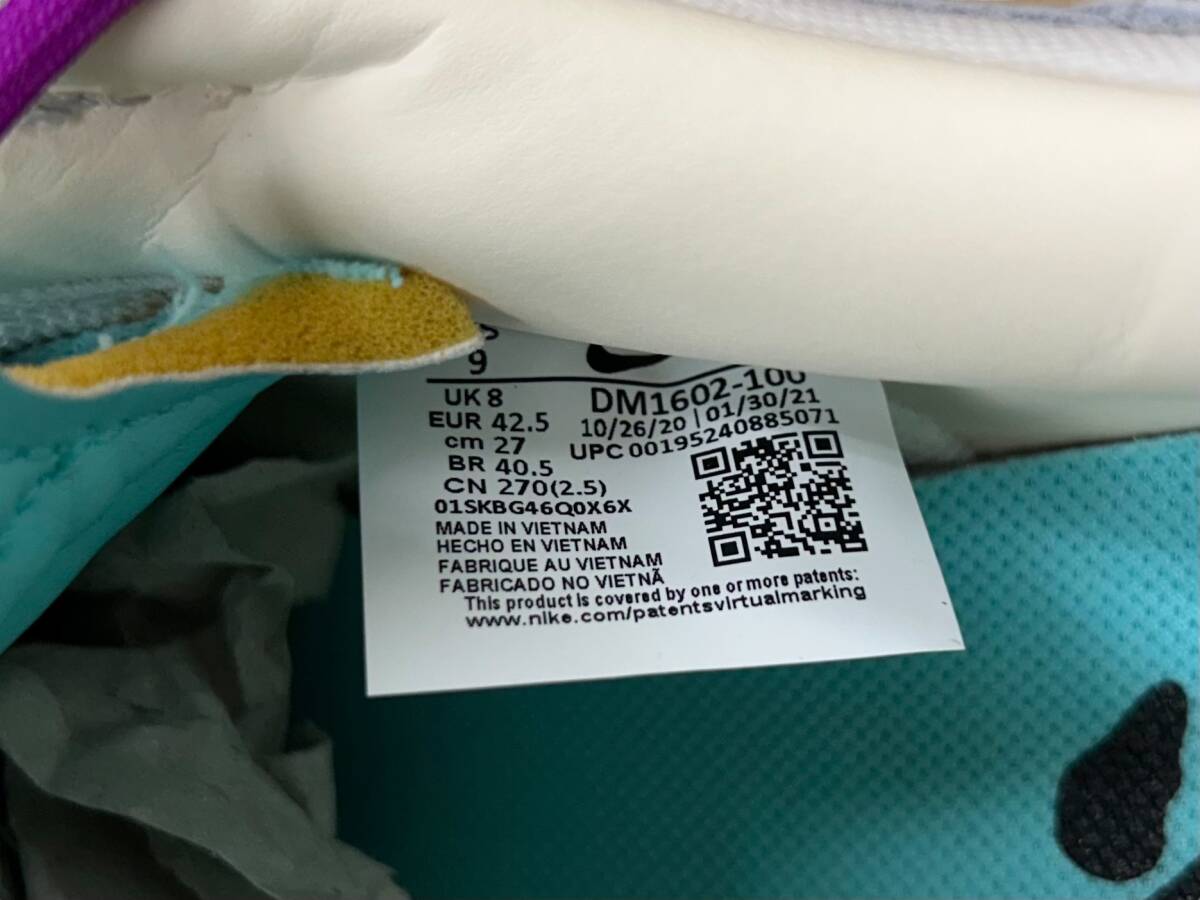 9
UK 8
EUR 42.5
cm 27
BR 40.5
CN 270(2.5)
01SKBG46Q0X6X
DM1602-100
10/26/20 | 01/30/21
UPC 00195240885071
MADE IN VIETNAM
HECHO EN VIETNAM
FABRIQUE AU VIETNAM
FABRICADO NO VIETNÃ
This product is covered by one or more patents:
www.nike.com/patentsvirtualmarking